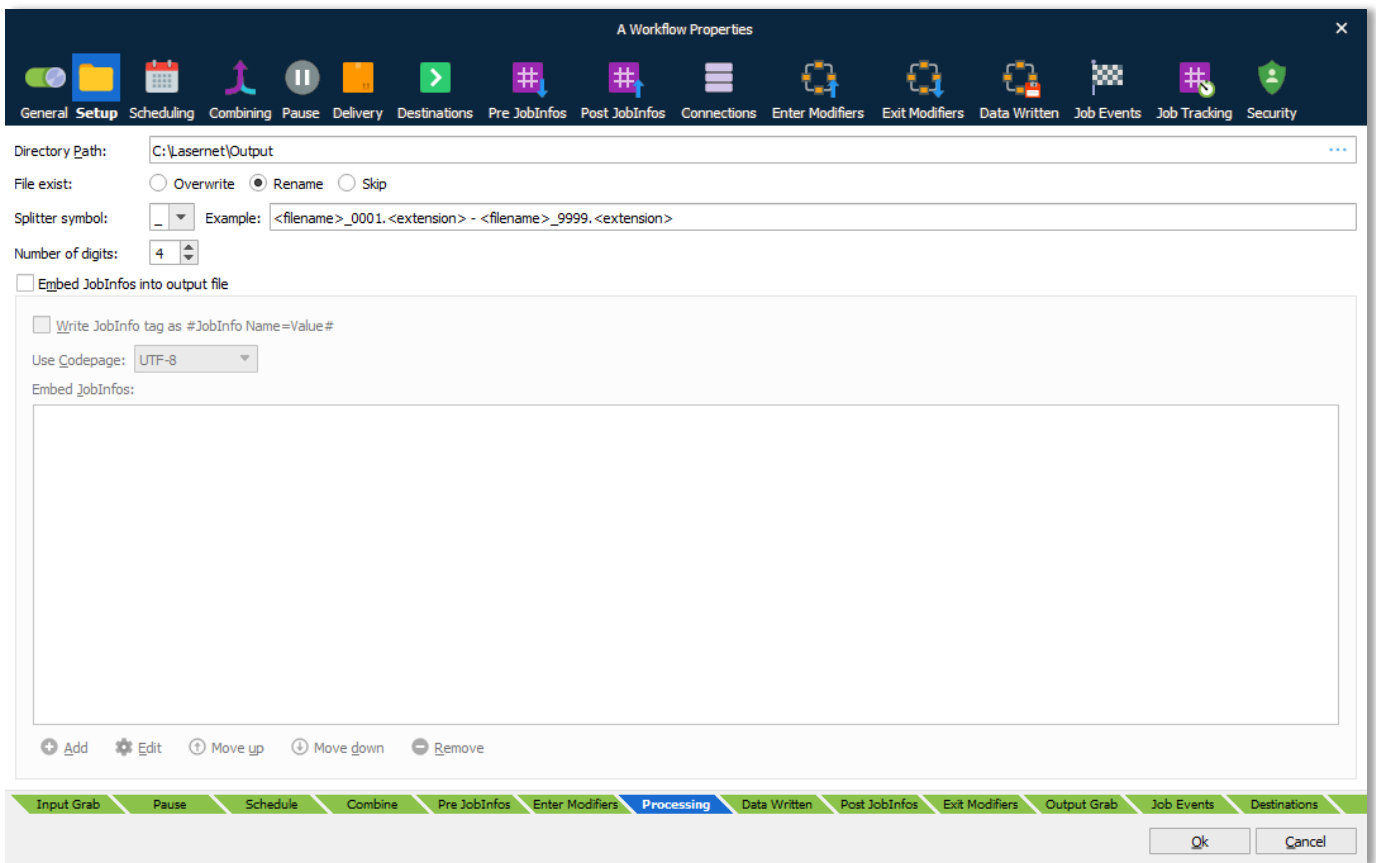 A Workflow Properties
General Setup Scheduling Combining Pause Delivery Destinations Pre JobInfos Post JobInfos Connections Enter Modifiers Exit Modifiers Data Written Job Events Job Tracking Security
Directory Path: C:\Lasernet\Output ...
File exist: Overwrite Rename Skip
Splitter symbol: _ Example: <filename>_0001.<extension> - <filename>_9999.<extension>
Number of digits: 4
Embed JobInfos into output file
Write JobInfo tag as #JobInfo Name=Value#
Use Codepage: UTF-8
Embed JobInfos:
Add Edit Move up Move down Remove
Input Grab Pause Schedule Combine Pre JobInfos Enter Modifiers Processing Data Written Post JobInfos Exit Modifiers Output Grab Job Events Destinations
Ok Cancel